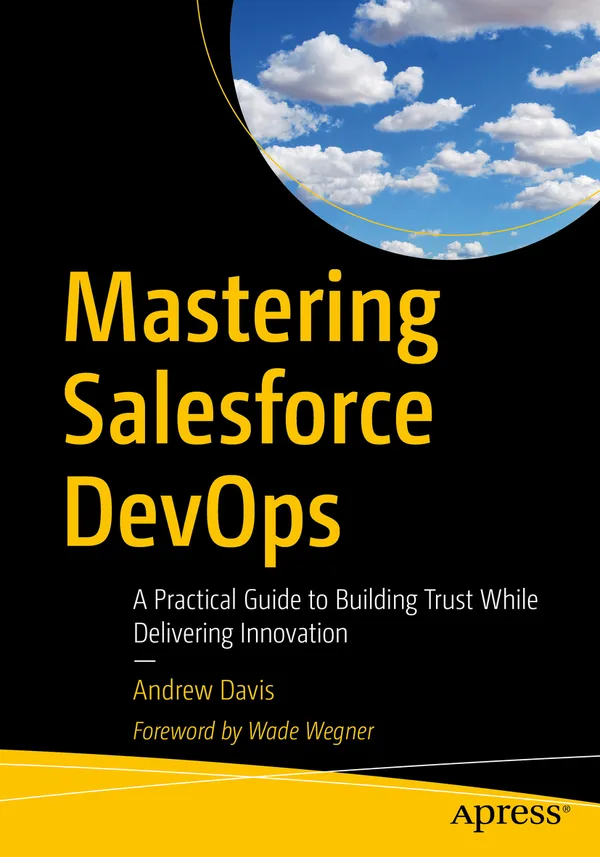 Mastering
Salesforce
DevOps
A Practical Guide to Building Trust While
Delivering Innovation
—
Andrew Davis
Foreword by Wade Wegner
Apress®